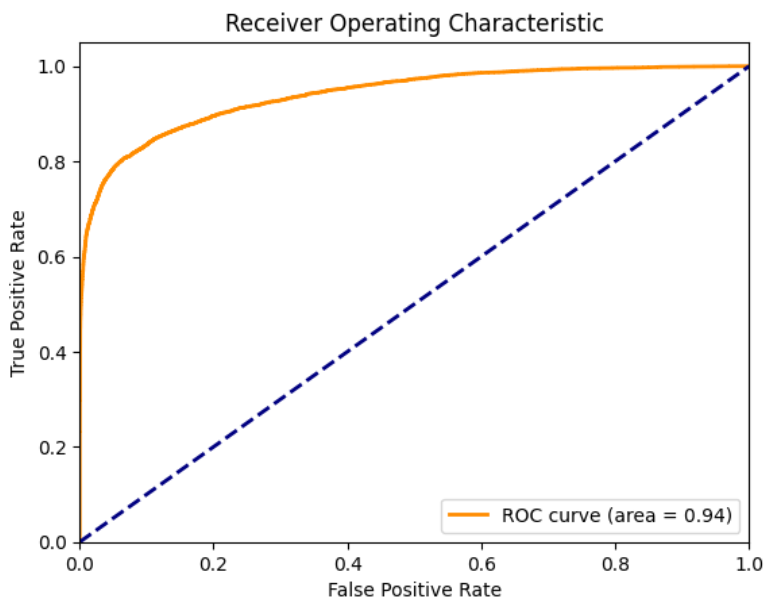 Receiver Operating Characteristic
True Positive Rate
1.0
0.8
0.6
0.4
0.2
0.0
ROC curve (area = 0.94)
0.0 0.2 0.4 0.6 0.8 1.0
False Positive Rate